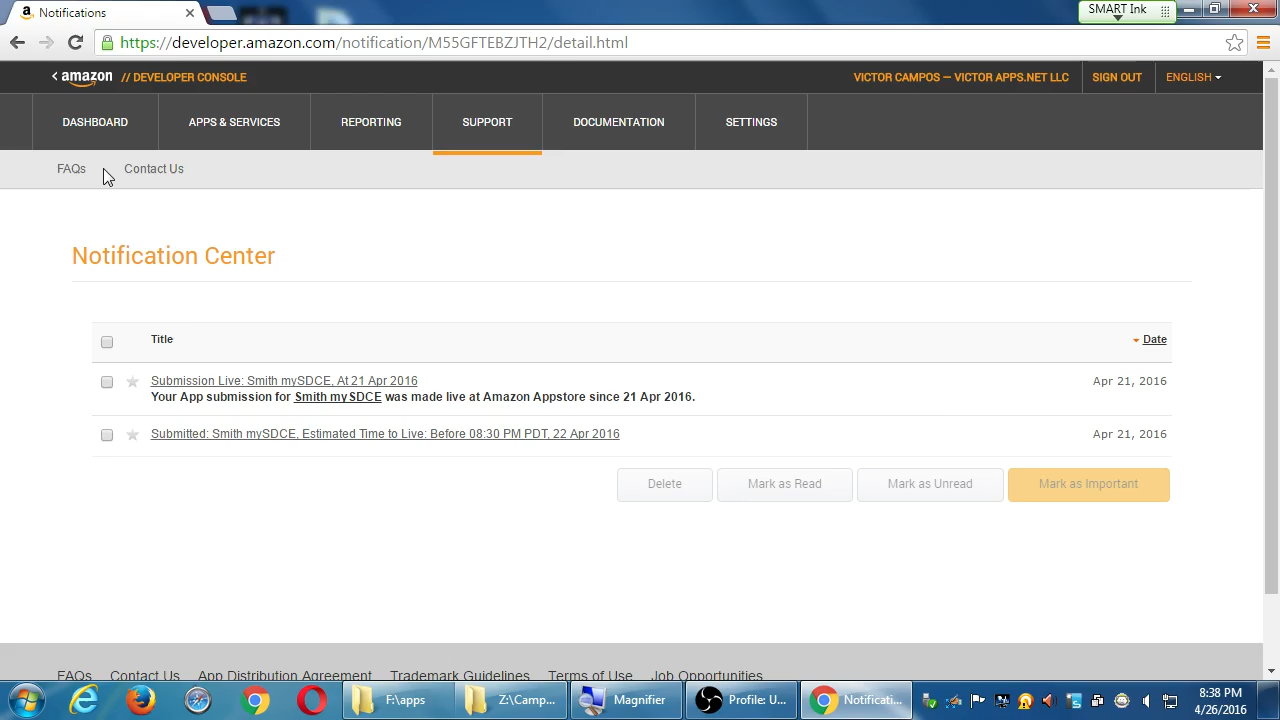 Notifications
SMART Ink
https://developer.amazon.com/notification/M55GFTEBZJTH2/detail.html
amazon // DEVELOPER CONSOLE
VICTOR CAMPOS — VICTOR APPS.NET LLC
SIGN OUT
ENGLISH
DASHBOARD
APPS & SERVICES
REPORTING
SUPPORT
DOCUMENTATION
SETTINGS
FAQs
Contact Us
Notification Center
Title
Date
Submission Live: Smith mySDCE, At 21 Apr 2016
Apr 21, 2016
Your App submission for Smith mySDCE was made live at Amazon Appstore since 21 Apr 2016.
Submitted: Smith mySDCE, Estimated Time to Live: Before 08:30 PM PDT, 22 Apr 2016
Apr 21, 2016
Delete
Mark as Read
Mark as Unread
Mark as Important
FAQs
Contact Us
App Distribution Agreement
Trademark Guidelines
Terms of Use
Job Opportunities
F:\apps
Z:\Camp...
Magnifier
Profile: U...
Notificati...
8:38 PM
4/26/2016